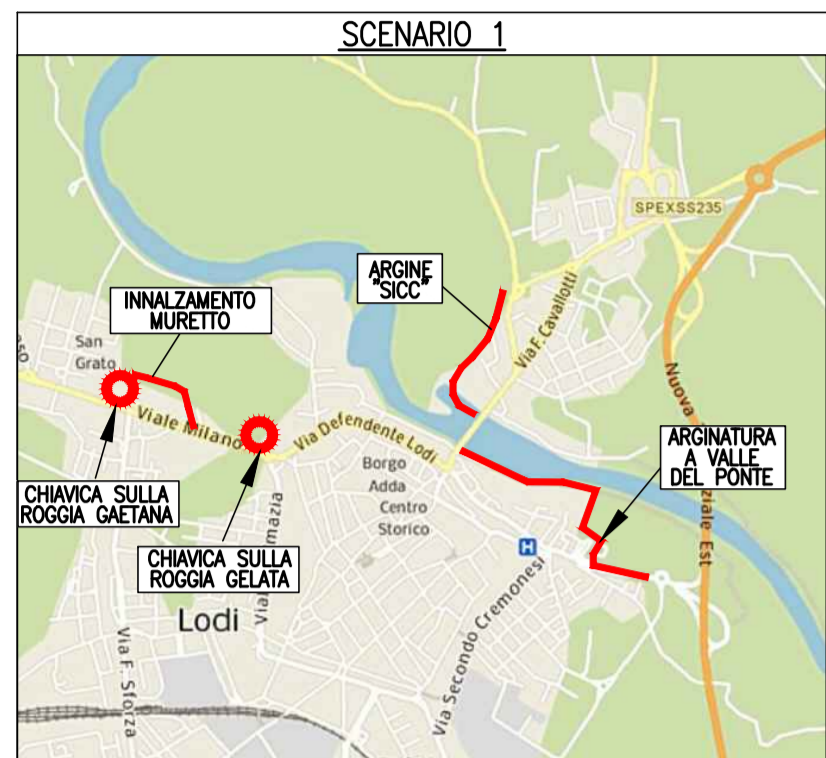 SCENARIO 1
SPEXSS235
ARGINE
"SICC"
INNALZAMENTO
MURETTO
Via F. Cavallotti
San
Grato
Nuova
Viale Milano
Via Defendente Lodi
ARGINATURA
A VALLE
DEL PONTE
Borgo
Adda
Centro
Storico
CHIAVICA SULLA
ROGGIA GAETANA
H
ziale Est
CHIAVICA SULLA
ROGGIA GELATA
Lodi
Via Secondo Cremonesi
Via F. Sforza